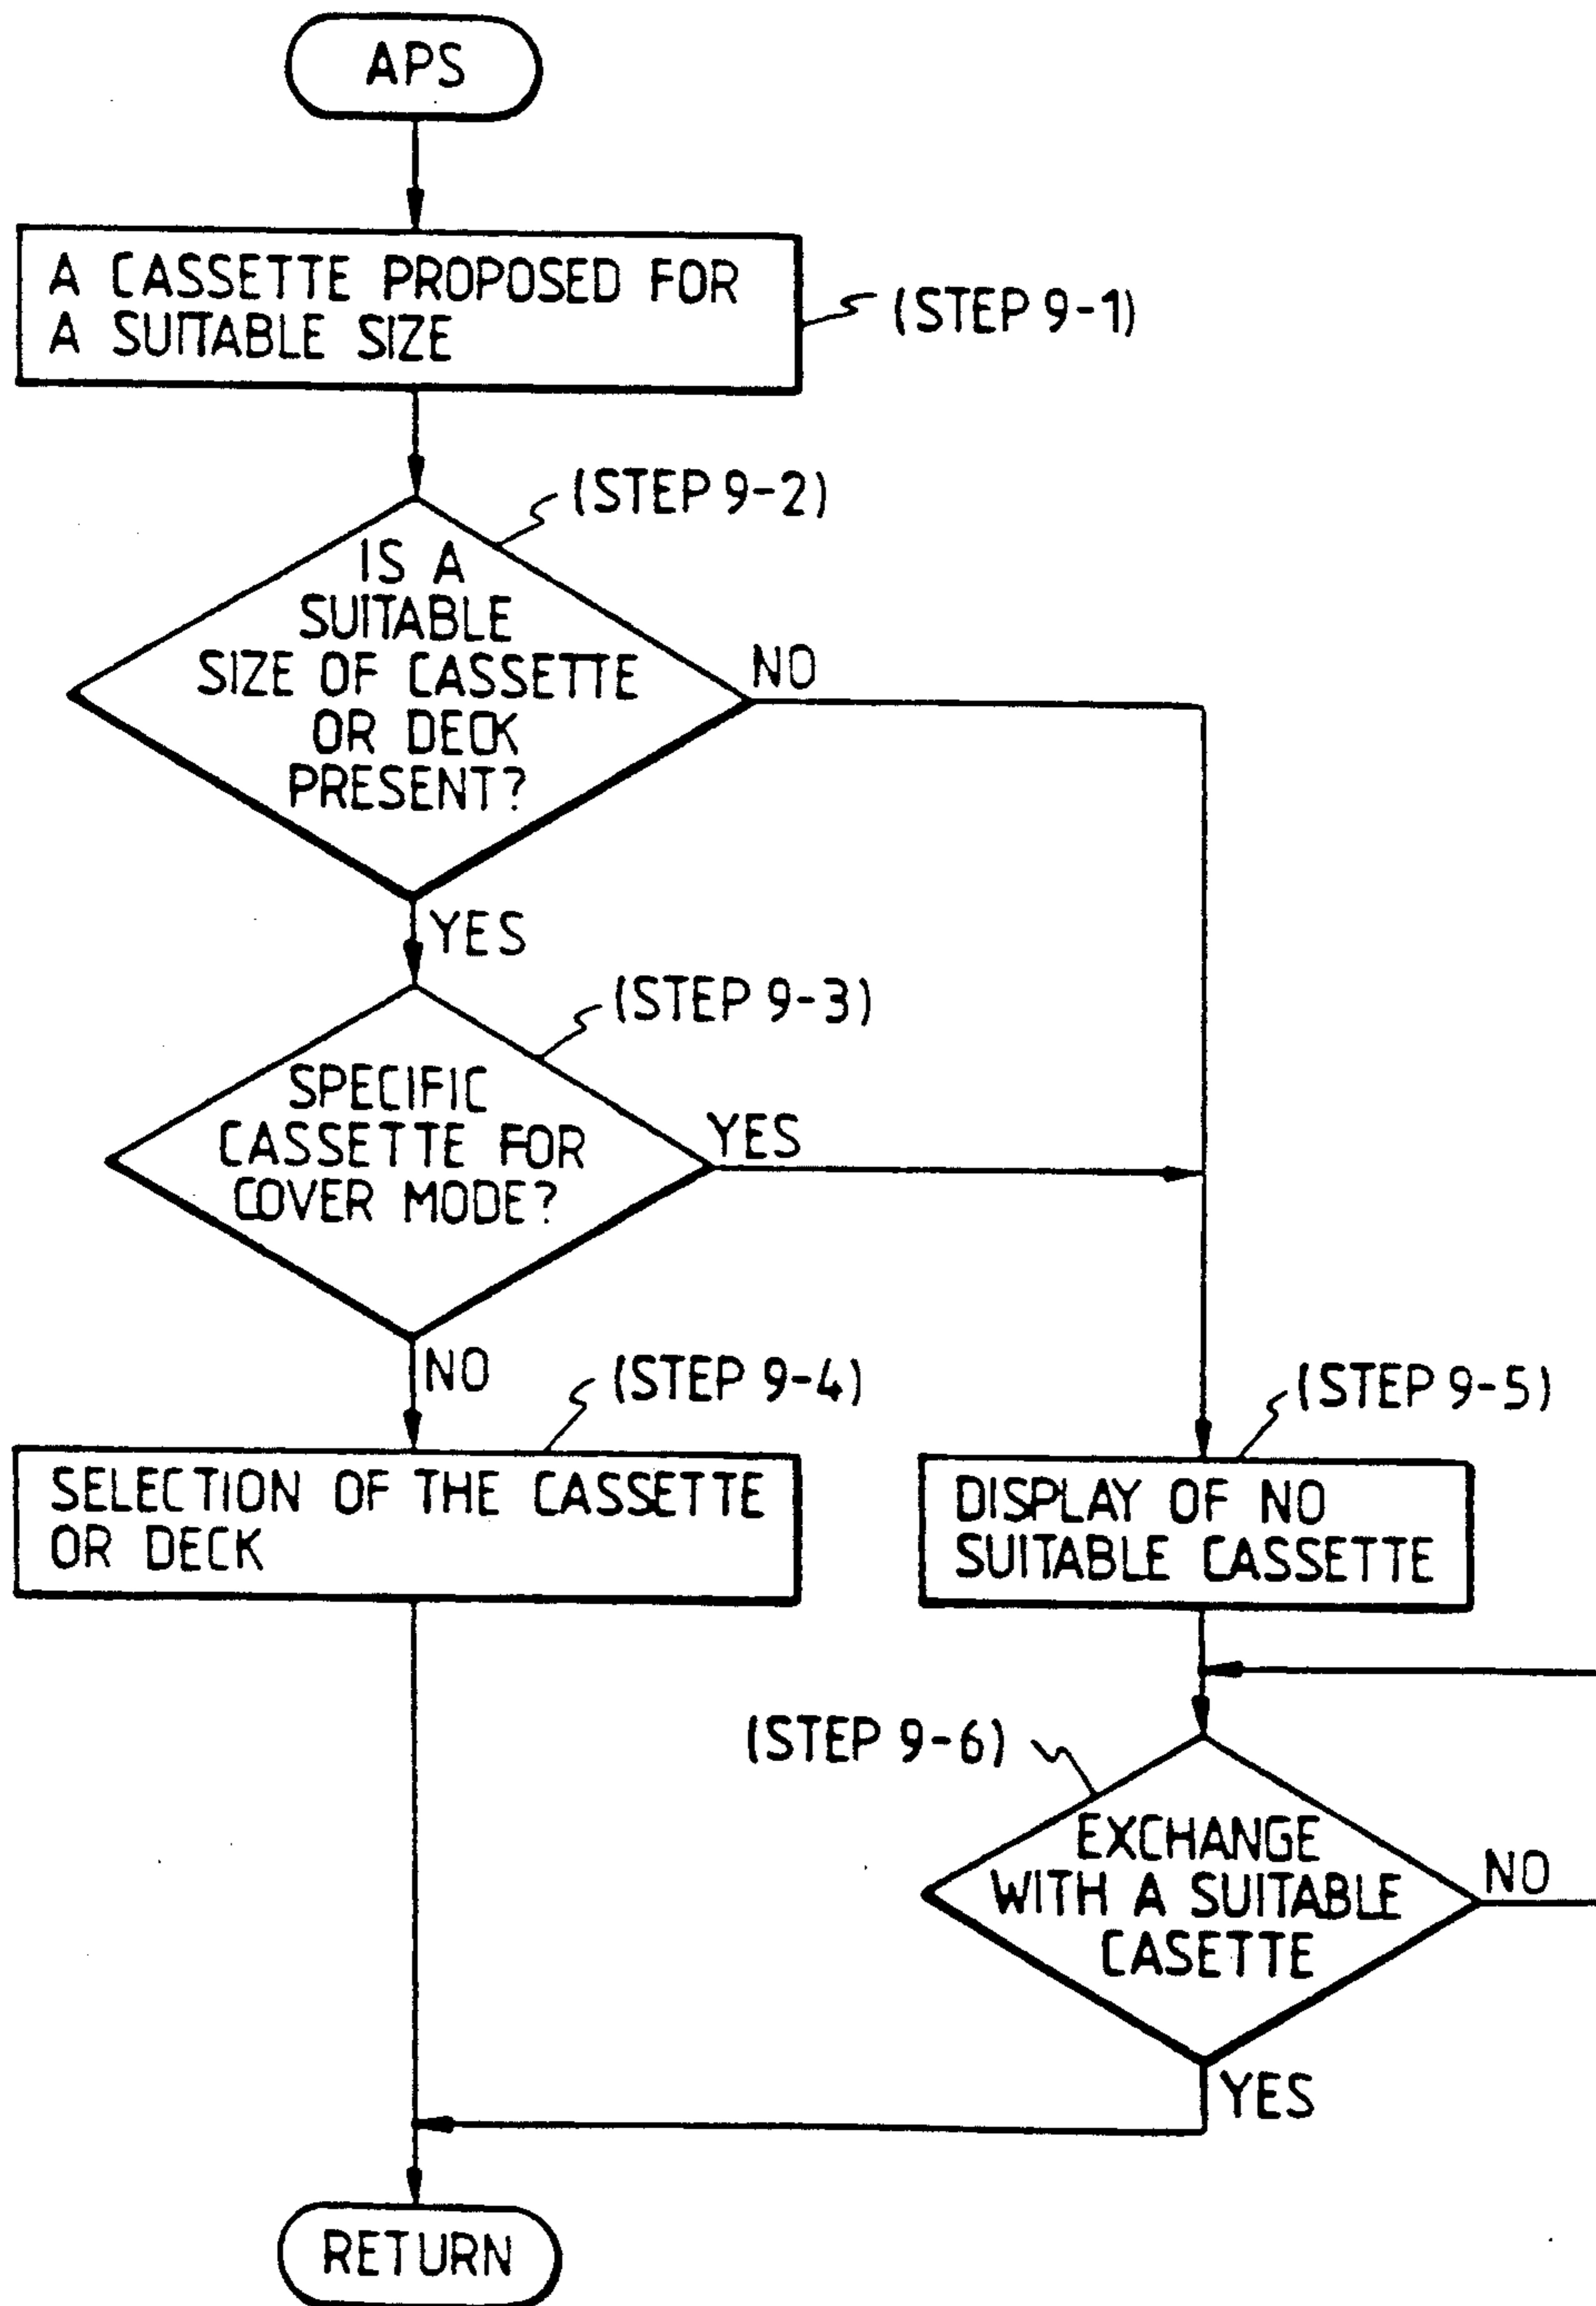 APS
A CASSETTE PROPOSED FOR
A SUITABLE SIZE
(STEP 9-1)
(STEP 9-2)
IS A
SUITABLE
SIZE OF CASSETTE
OR DECK
PRESENT?
NO
YES
(STEP 9-3)
SPECIFIC
CASSETTE FOR
COVER MODE?
YES
NO
(STEP 9-4)
SELECTION OF THE CASSETTE
OR DECK
(STEP 9-5)
DISPLAY OF NO
SUITABLE CASSETTE
(STEP 9-6)
EXCHANGE
WITH A SUITABLE
CASETTE
NO
YES
RETURN